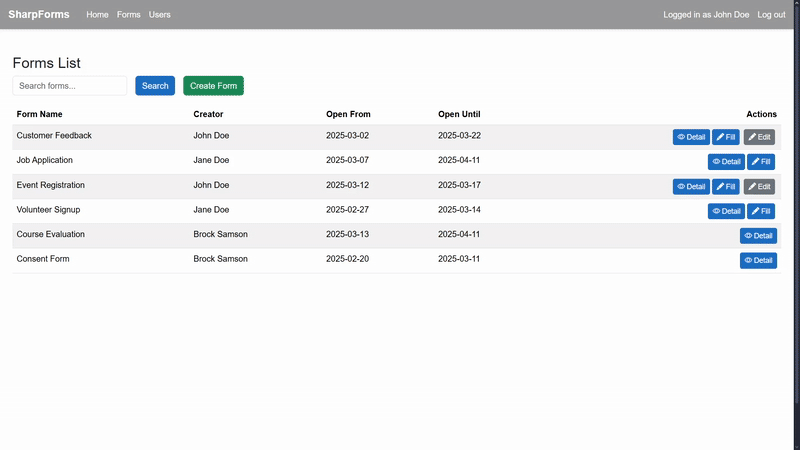 SharpForms Home Forms Users Logged in as John Doe Log out
Forms List
Search forms... Search Create Form
Form Name Creator Open From Open Until Actions
Customer Feedback John Doe 2025-03-02 2025-03-22 Detail Fill Edit
Job Application Jane Doe 2025-03-07 2025-04-11 Detail Fill
Event Registration John Doe 2025-03-12 2025-03-17 Detail Fill Edit
Volunteer Signup Jane Doe 2025-02-27 2025-03-14 Detail Fill
Course Evaluation Brock Samson 2025-03-13 2025-04-11 Detail
Consent Form Brock Samson 2025-02-20 2025-03-11 Detail